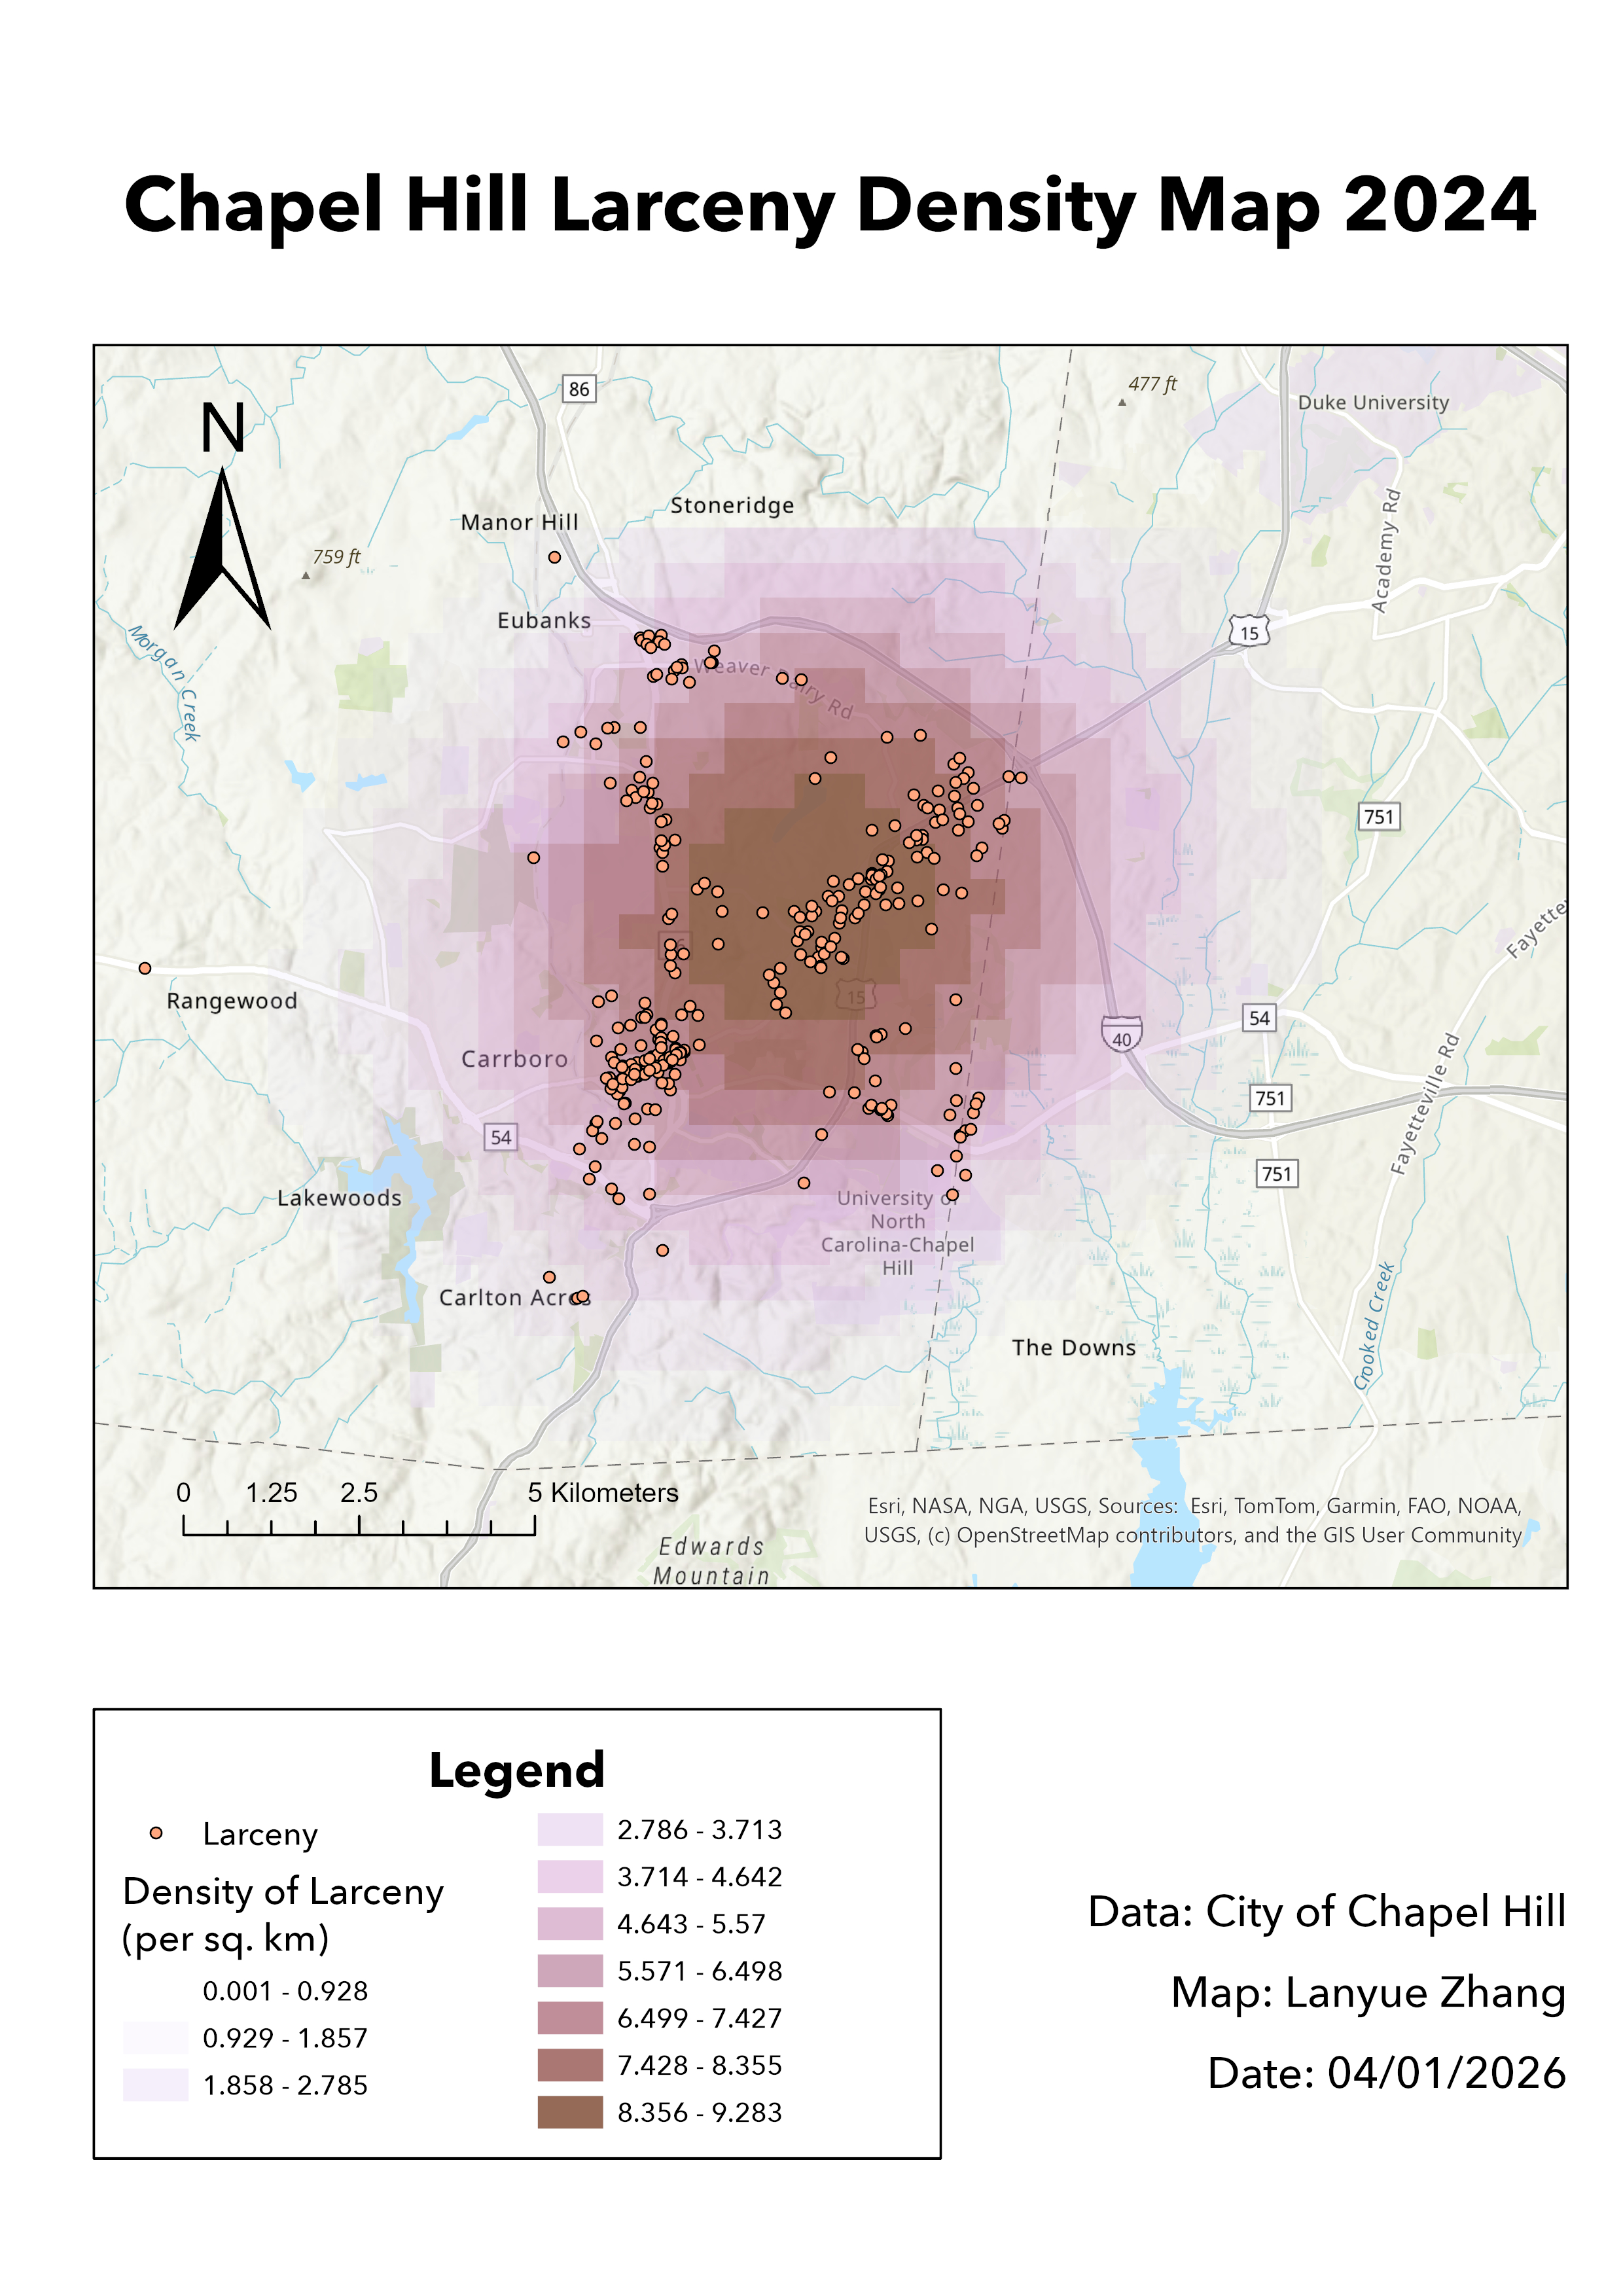 Chapel Hill Larceny Density Map 2024
N
86
477 ft
Duke University
Stoneridge
Manor Hill
759 ft
Academy Rd
Eubanks
15
Morgan Creek
Weaver Dairy Rd
751
Rangewood
15
54
Carrboro
40
751
Fayetteville Rd
54
751
Lakewoods
University of
North
Carolina-Chapel
Hill
Carlton Acres
Crooked Creek
The Downs
0 1.25 2.5 5 Kilometers
Esri, NASA, NGA, USGS, Sources: Esri, TomTom, Garmin, FAO, NOAA,
USGS, (c) OpenStreetMap contributors, and the GIS User Community
Edwards
Mountain
Legend
Larceny
Density of Larceny
(per sq. km)
0.001 - 0.928
0.929 - 1.857
1.858 - 2.785
2.786 - 3.713
3.714 - 4.642
4.643 - 5.57
5.571 - 6.498
6.499 - 7.427
7.428 - 8.355
8.356 - 9.283
Data: City of Chapel Hill
Map: Lanyue Zhang
Date: 04/01/2026